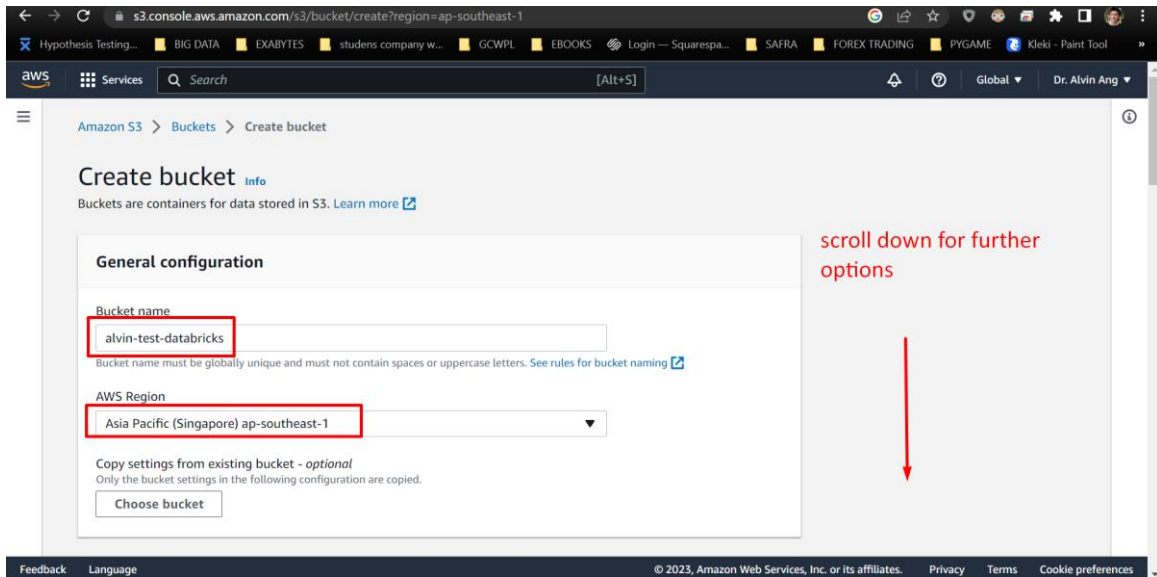 s3.console.aws.amazon.com/s3/bucket/create?region=ap-southeast-1
Hypothesis Testing... BIG DATA EXABYTES studens company w... GCWPL EBOOKS Login — Squarespa... SAFRA FOREX TRADING PYGAME Kleki - Paint Tool »
aws Services Search [Alt+S] Global ▼ Dr. Alvin Ang ▼
Amazon S3 > Buckets > Create bucket
Create bucket Info
Buckets are containers for data stored in S3. Learn more
scroll down for further
options
General configuration
Bucket name
alvin-test-databricks
Bucket name must be globally unique and must not contain spaces or uppercase letters. See rules for bucket naming
AWS Region
Asia Pacific (Singapore) ap-southeast-1
Copy settings from existing bucket - optional
Only the bucket settings in the following configuration are copied.
Choose bucket
Feedback Language © 2023, Amazon Web Services, Inc. or its affiliates. Privacy Terms Cookie preferences